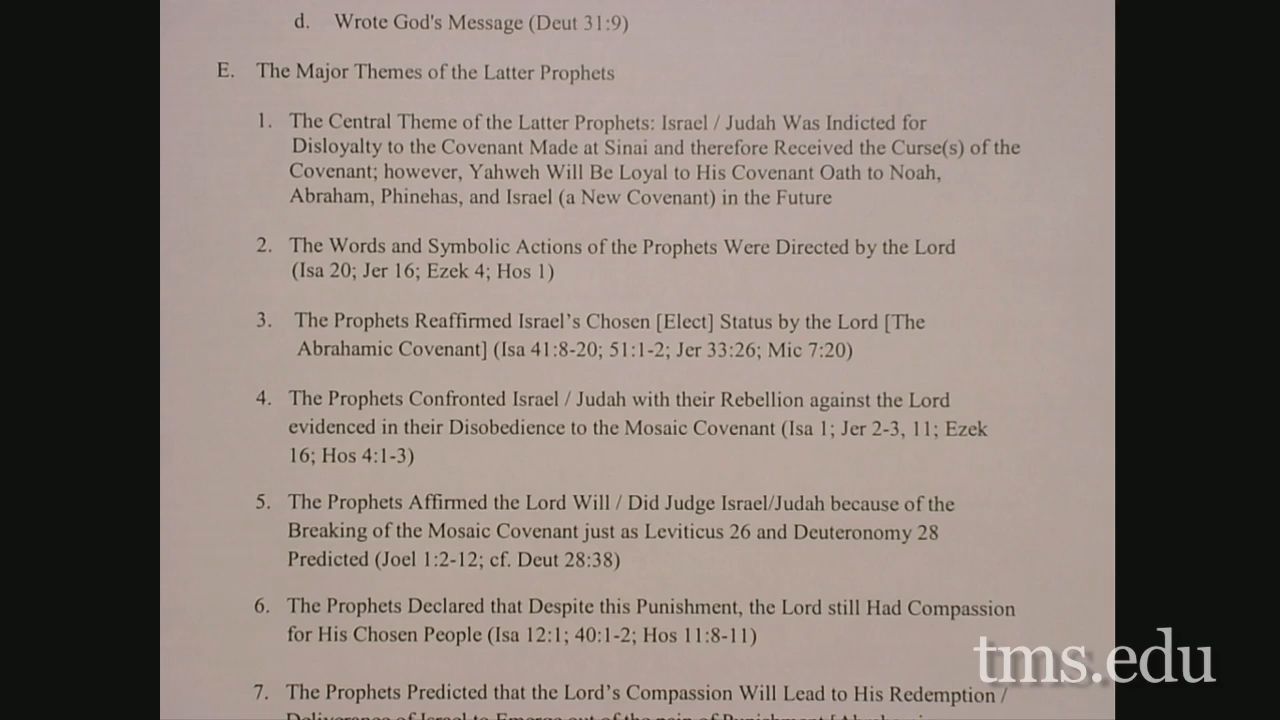 d. Wrote God's Message (Deut 31:9)
E. The Major Themes of the Latter Prophets
1. The Central Theme of the Latter Prophets: Israel / Judah Was Indicted for
Disloyalty to the Covenant Made at Sinai and therefore Received the Curse(s) of the
Covenant; however, Yahweh Will Be Loyal to His Covenant Oath to Noah,
Abraham, Phinehas, and Israel (a New Covenant) in the Future
2. The Words and Symbolic Actions of the Prophets Were Directed by the Lord
(Isa 20; Jer 16; Ezek 4; Hos 1)
3. The Prophets Reaffirmed Israel's Chosen [Elect] Status by the Lord [The
Abrahamic Covenant] (Isa 41:8-20; 51:1-2; Jer 33:26; Mic 7:20)
4. The Prophets Confronted Israel / Judah with their Rebellion against the Lord
evidenced in their Disobedience to the Mosaic Covenant (Isa 1; Jer 2-3, 11; Ezek
16; Hos 4:1-3)
5. The Prophets Affirmed the Lord Will / Did Judge Israel/Judah because of the
Breaking of the Mosaic Covenant just as Leviticus 26 and Deuteronomy 28
Predicted (Joel 1:2-12; cf. Deut 28:38)
6. The Prophets Declared that Despite this Punishment, the Lord still Had Compassion
for His Chosen People (Isa 12:1; 40:1-2; Hos 11:8-11)
7. The Prophets Predicted that the Lord's Compassion Will Lead to His Redemption /
Deliverance of Israel to Emerge out of the pain of Punishment
tms.edu